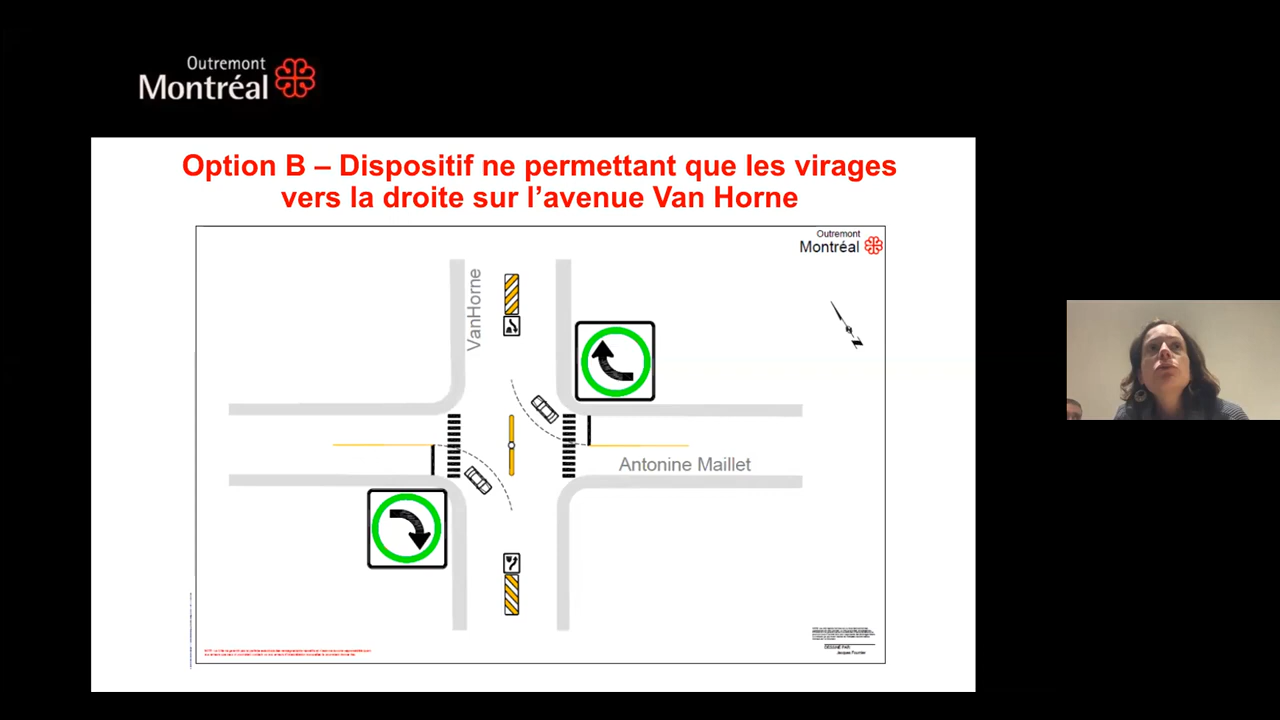 Outremont
Montréal
Option B – Dispositif ne permettant que les virages
vers la droite sur l’avenue Van Horne
Outremont
Montréal
VanHorne
Antonine Maillet